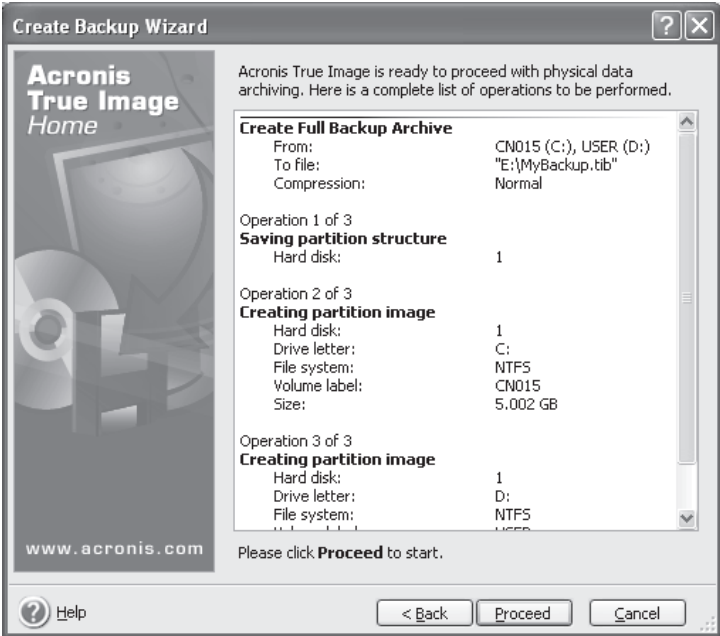 Create Backup Wizard
Acronis
True Image
Home
Acronis True Image is ready to proceed with physical data
archiving. Here is a complete list of operations to be performed.
Create Full Backup Archive
From: CN015 (C:), USER (D:)
To file: "E:\MyBackup.tib"
Compression: Normal
Operation 1 of 3
Saving partition structure
Hard disk: 1
Operation 2 of 3
Creating partition image
Hard disk: 1
Drive letter: C:
File system: NTFS
Volume label: CN015
Size: 5.002 GB
Operation 3 of 3
Creating partition image
Hard disk: 1
Drive letter: D:
File system: NTFS
www.acronis.com
Please click Proceed to start.
Help
< Back
Proceed
Cancel